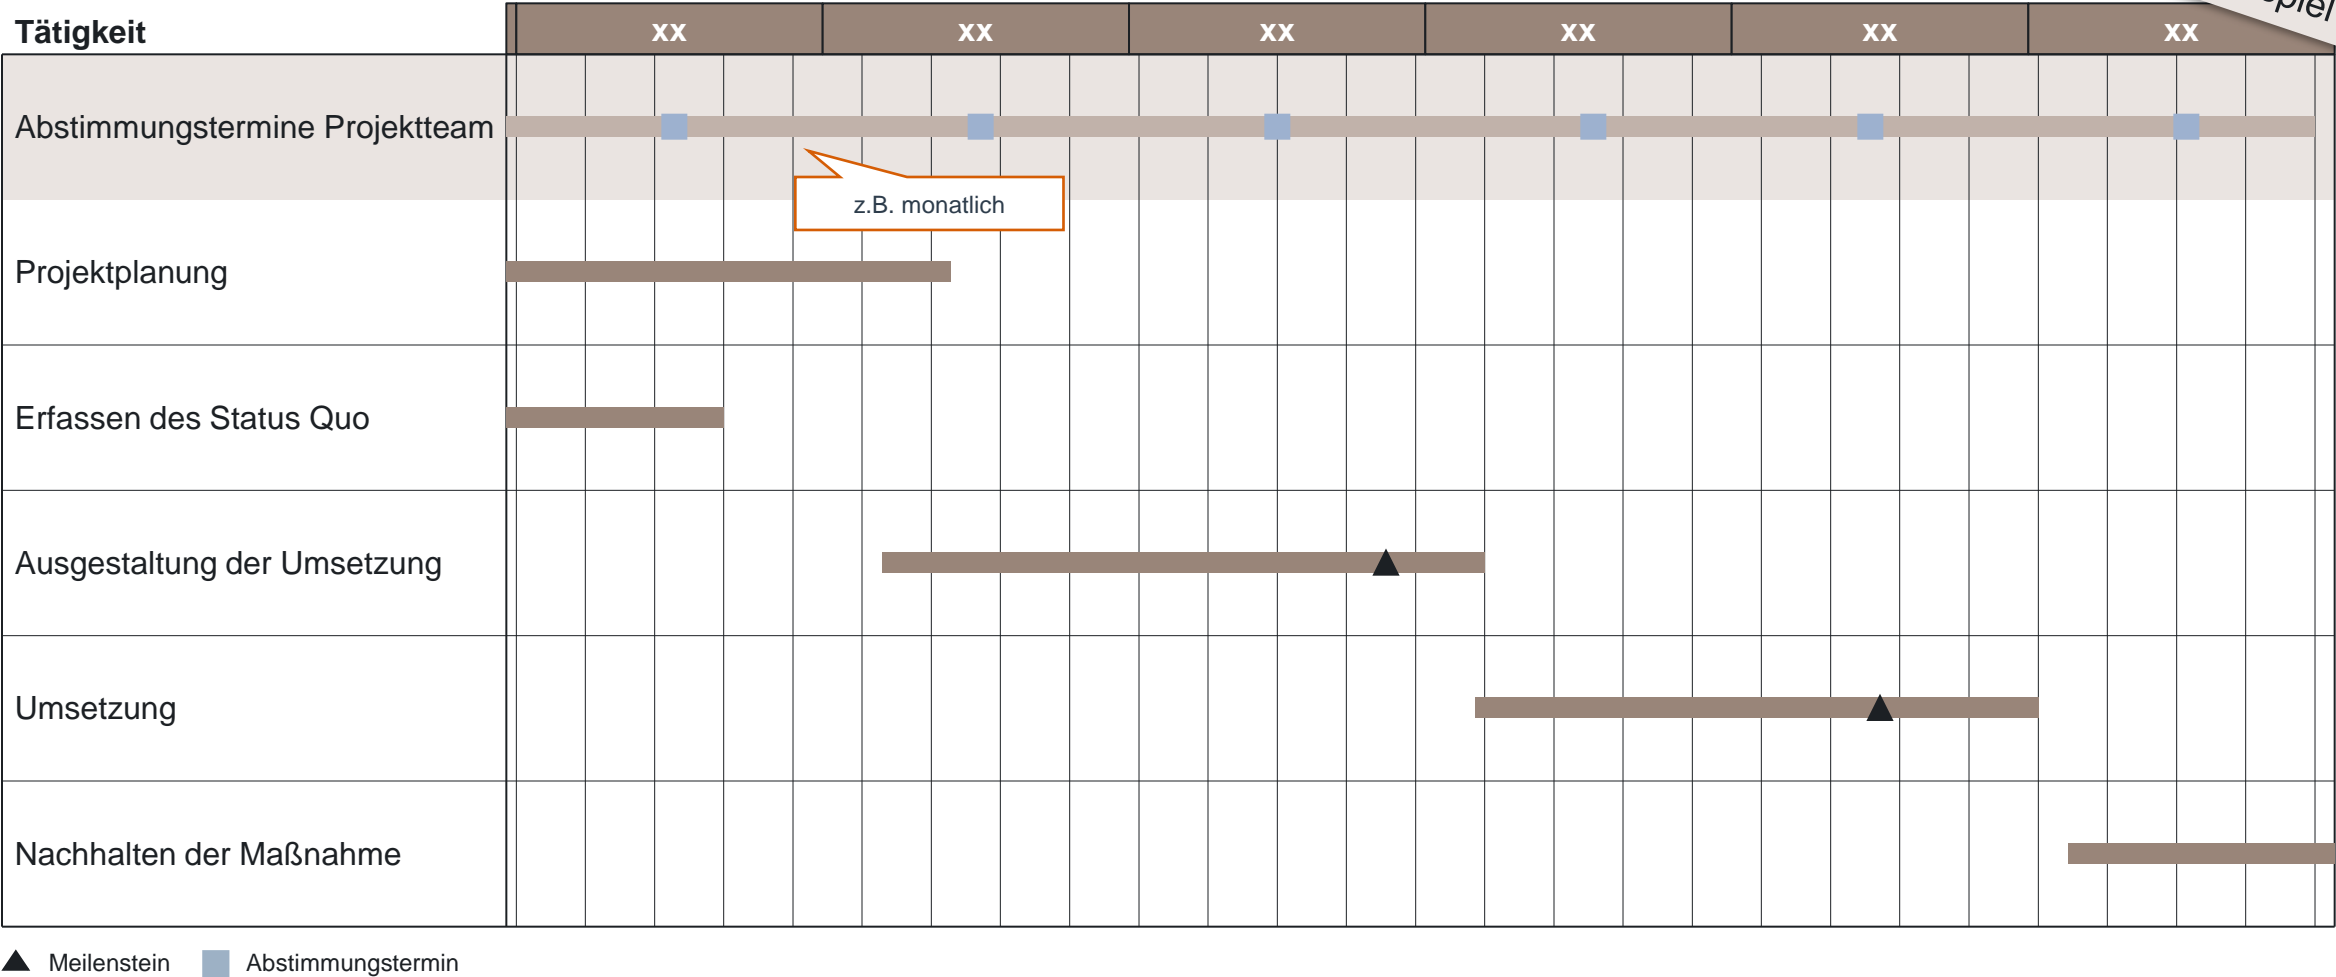 Tätigkeit xx xx xx xx xx xx
Abstimmungstermine Projektteam
z.B. monatlich
Projektplanung
Erfassen des Status Quo
Ausgestaltung der Umsetzung
Umsetzung
Nachhalten der Maßnahme
Meilenstein Abstimmungstermin